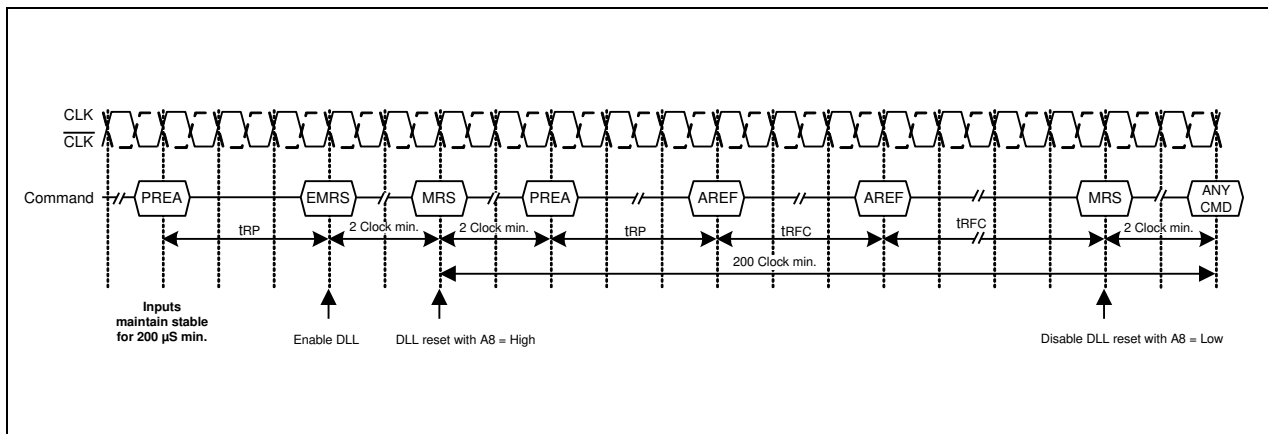 CLK
CLK
Command
PREA
EMRS
MRS
PREA
AREF
AREF
MRS
ANY
CMD
tRP
2 Clock min.
2 Clock min.
tRP
tRFC
tRFC
2 Clock min.
200 Clock min.
Inputs
maintain stable
for 200 µS min.
Enable DLL
DLL reset with A8 = High
Disable DLL reset with A8 = Low